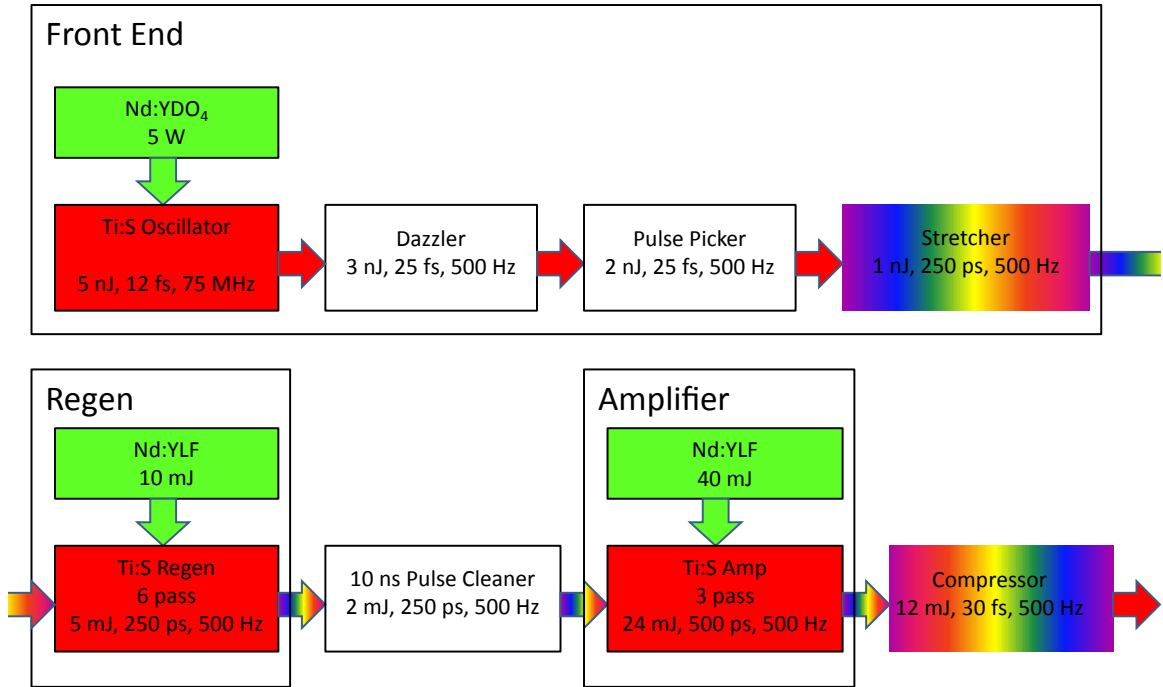 Front End
Nd:YDO₄
5 W
Ti:S Oscillator
5 nJ, 12 fs, 75 MHz
Dazzler
3 nJ, 25 fs, 500 Hz
Pulse Picker
2 nJ, 25 fs, 500 Hz
Stretcher
1 nJ, 250 ps, 500 Hz
Regen
Nd:YLF
10 mJ
Ti:S Regen
6 pass
5 mJ, 250 ps, 500 Hz
10 ns Pulse Cleaner
2 mJ, 250 ps, 500 Hz
Amplifier
Nd:YLF
40 mJ
Ti:S Amp
3 pass
24 mJ, 500 ps, 500 Hz
Compressor
12 mJ, 30 fs, 500 Hz